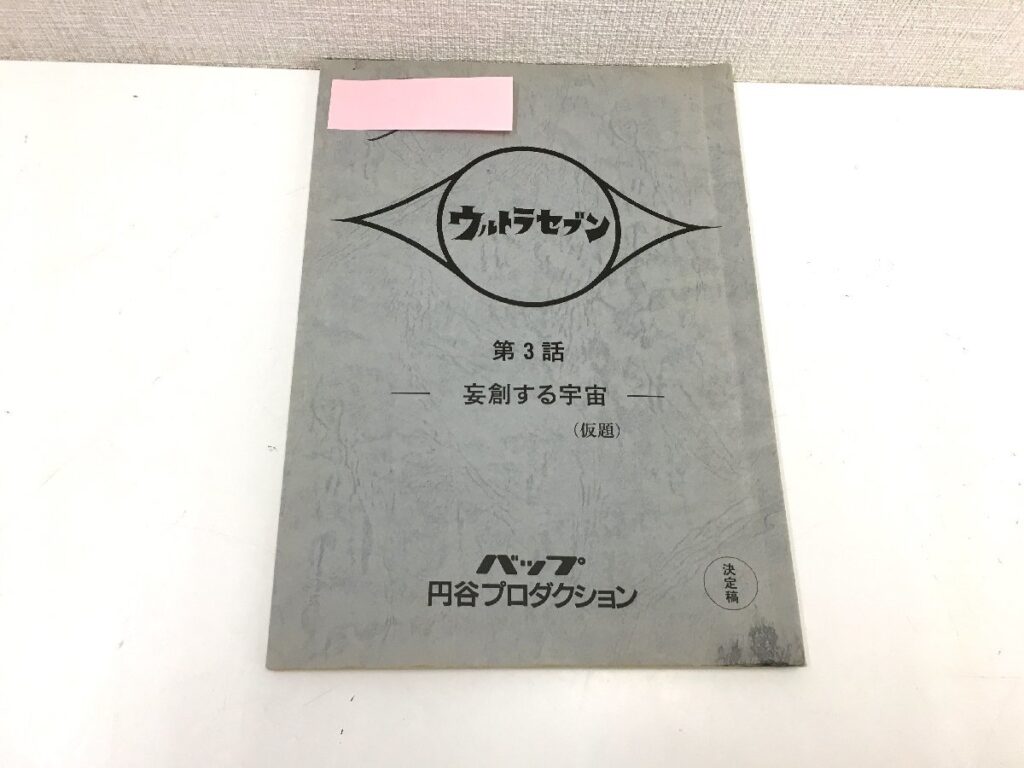 ウルトラセブン
第3話
― 妄創する宇宙 ―
(仮題)
バップ
円谷プロダクション
決定稿